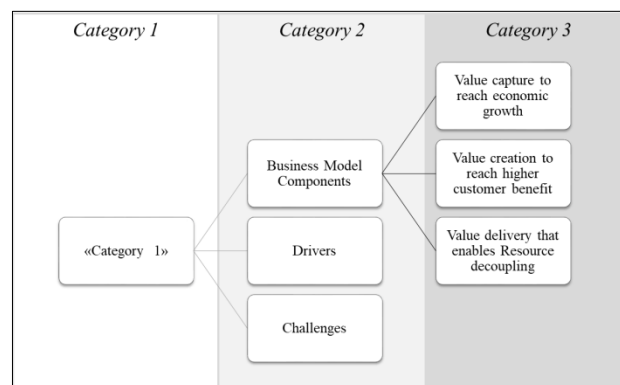 Category 1
Category 2
Category 3
Value capture to
reach economic
growth
Business Model
Components
Value creation to
reach higher
customer benefit
«Category 1»
Drivers
Value delivery that
enables Resource
decoupling
Challenges